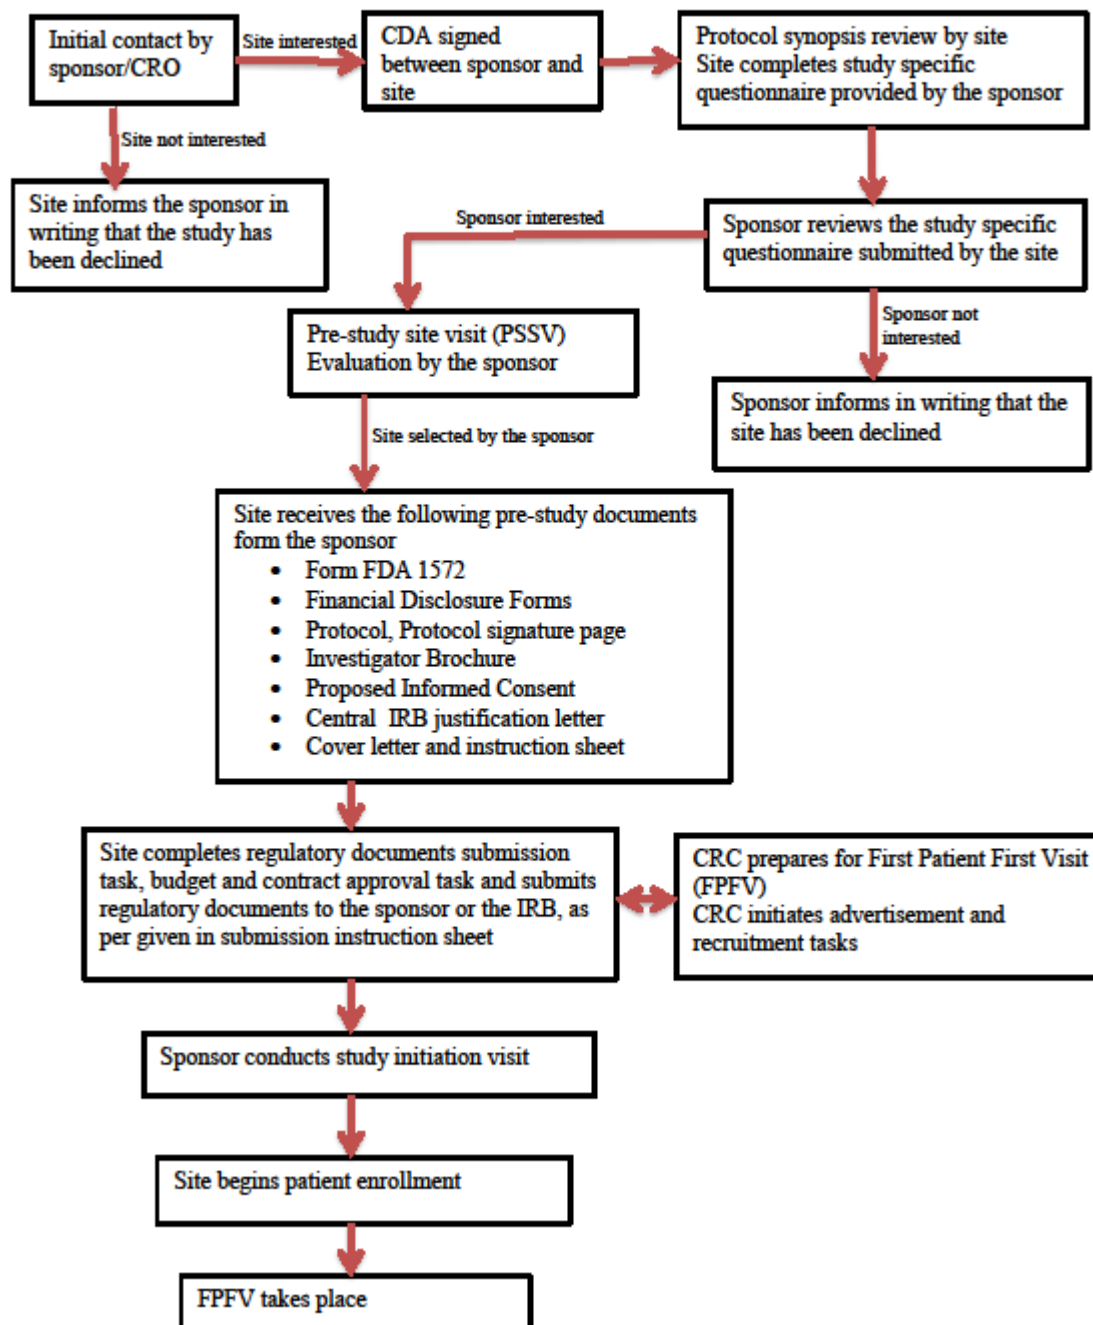 Initial contact by
sponsor/CRO
Site interested
CDA signed
between sponsor and
site
Protocol synopsis review by site
Site completes study specific
questionnaire provided by the sponsor
Site not interested
Site informs the sponsor in
writing that the study has
been declined
Sponsor interested
Sponsor reviews the study specific
questionnaire submitted by the site
Sponsor not
interested
Pre-study site visit (PSSV)
Evaluation by the sponsor
Sponsor informs in writing that the
site has been declined
Site selected by the sponsor
Site receives the following pre-study documents
form the sponsor
• Form FDA 1572
• Financial Disclosure Forms
• Protocol, Protocol signature page
• Investigator Brochure
• Proposed Informed Consent
• Central IRB justification letter
• Cover letter and instruction sheet
Site completes regulatory documents submission
task, budget and contract approval task and submits
regulatory documents to the sponsor or the IRB, as
per given in submission instruction sheet
CRC prepares for First Patient First Visit
(FPFV)
CRC initiates advertisement and
recruitment tasks
Sponsor conducts study initiation visit
Site begins patient enrollment
FPFV takes place